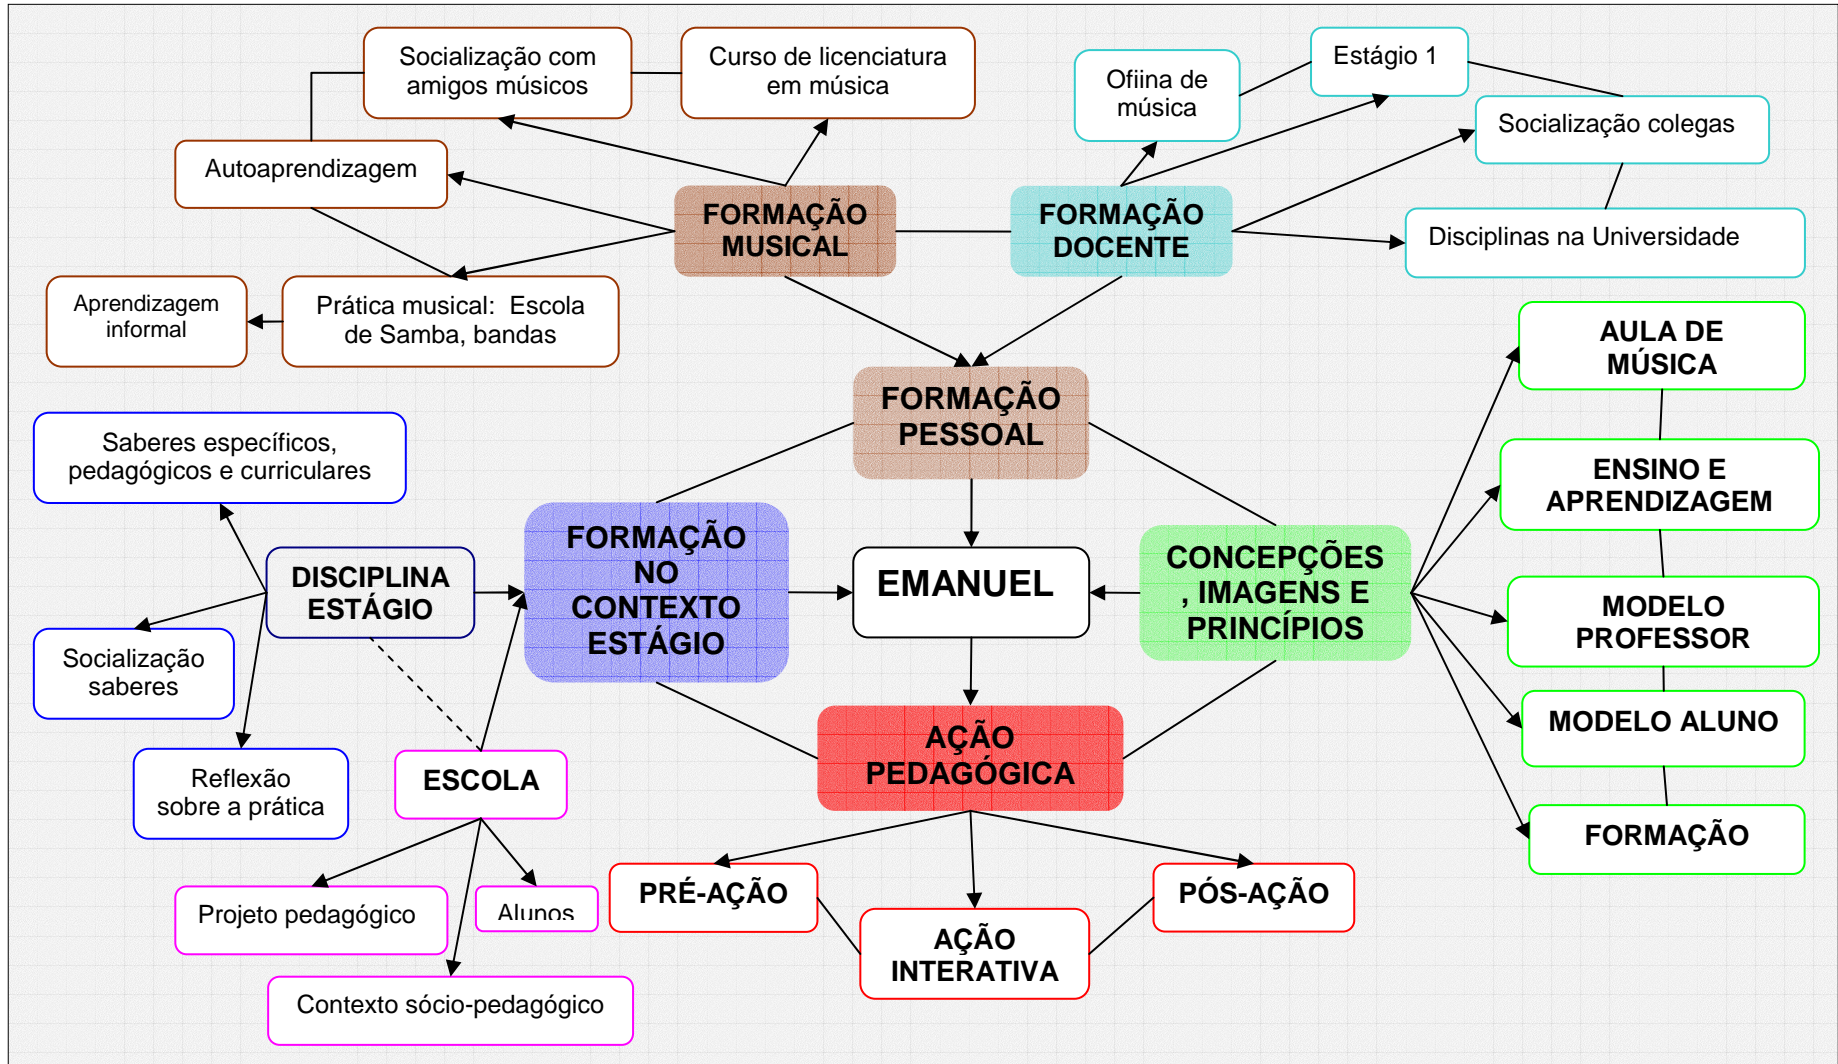 Socialização com
amigos músicos
Curso de licenciatura
em música
Ofiina de
música
Estágio 1
Socialização colegas
Autoaprendizagem
FORMAÇÃO
MUSICAL
FORMAÇÃO
DOCENTE
Disciplinas na Universidade
Aprendizagem
informal
Prática musical:  Escola
de Samba, bandas
AULA DE
MÚSICA
FORMAÇÃO
PESSOAL
Saberes específicos,
pedagógicos e curriculares
ENSINO E
APRENDIZAGEM
DISCIPLINA
ESTÁGIO
FORMAÇÃO
NO
CONTEXTO
ESTÁGIO
EMANUEL
CONCEPÇÕES
, IMAGENS E
PRINCÍPIOS
MODELO
PROFESSOR
Socialização
saberes
MODELO ALUNO
Reflexão
sobre a prática
ESCOLA
AÇÃO
PEDAGÓGICA
FORMAÇÃO
Projeto pedagógico
Alunos
PRÉ-AÇÃO
AÇÃO
INTERATIVA
PÓS-AÇÃO
Contexto sócio-pedagógico